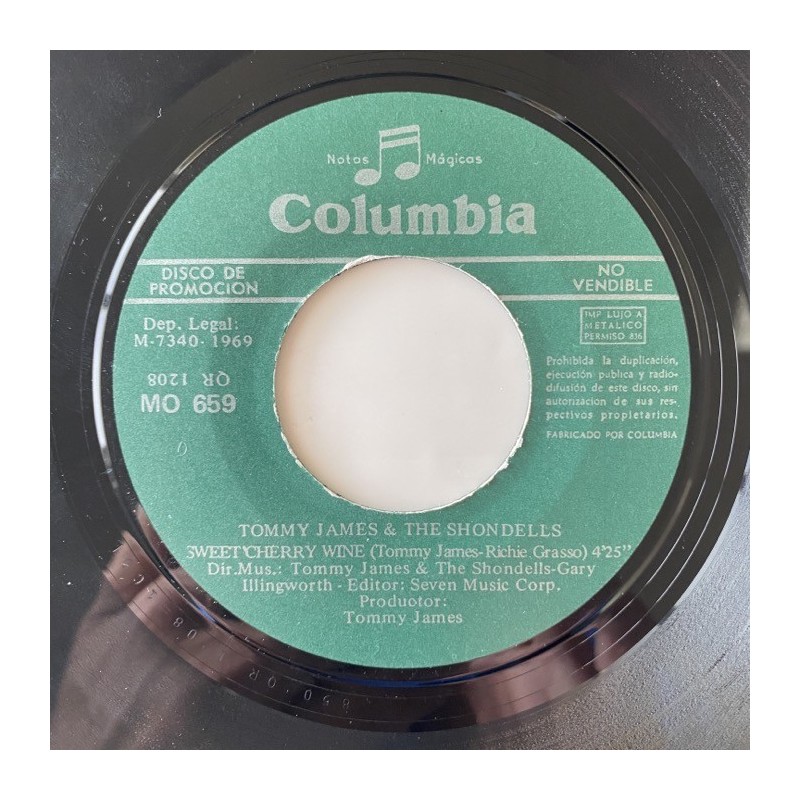 Notas Mágicas
Columbia
DISCO DE PROMOCION
NO VENDIBLE
Dep. Legal:
M-7340-1969
QR 1208
MO 659
IMP LUJO A
METALICO
PERMISO 816
Prohibida la duplicación,
ejecución publica y radio-
difusión de este disco, sin
autorizacion de sus res-
pectivos propietarios.
FABRICADO POR COLUMBIA
TOMMY JAMES & THE SHONDELLS
SWEET CHERRY WINE (Tommy James-Richie Grasso) 4'25"
Dir.Mus.: Tommy James & The Shondells-Gary
Illingworth - Editor: Seven Music Corp.
Productor:
Tommy James